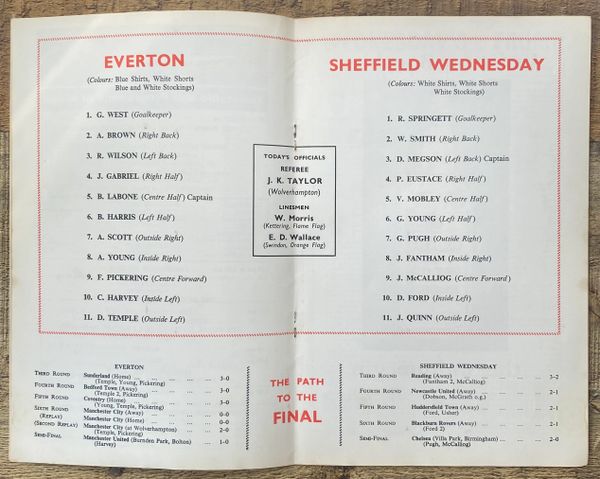 EVERTON
(Colours: Blue Shirts, White Shorts
Blue and White Stockings)
1. G. WEST (Goalkeeper)
2. A. BROWN (Right Back)
3. R. WILSON (Left Back)
4. J. GABRIEL (Right Half)
5. B. LABONE (Centre Half) Captain
6. B. HARRIS (Left Half)
7. A. SCOTT (Outside Right)
8. A. YOUNG (Inside Right)
9. F. PICKERING (Centre Forward)
10. C. HARVEY (Inside Left)
11. D. TEMPLE (Outside Left)
TODAY'S OFFICIALS
REFEREE
J. K. TAYLOR
(Wolverhampton)
LINESMEN
W. Morris
(Kettering, Flame Flag)
E. D. Wallace
(Swindon, Orange Flag)
SHEFFIELD WEDNESDAY
(Colours: White Shirts, White Shorts
White Stockings)
1. R. SPRINGETT (Goalkeeper)
2. W. SMITH (Right Back)
3. D. MEGSON (Left Back) Captain
4. P. EUSTACE (Right Half)
5. V. MOBLEY (Centre Half)
6. G. YOUNG (Left Half)
7. G. PUGH (Outside Right)
8. J. FANTHAM (Inside Right)
9. J. McCALLIOG (Centre Forward)
10. D. FORD (Inside Left)
11. J. QUINN (Outside Left)
EVERTON
THIRD ROUND Sunderland (Home) ... ... ... ... ... 3–0
(Temple, Young, Pickering)
FOURTH ROUND Bedford Town (Away) ... ... ... ... 3–0
(Temple 2, Pickering)
FIFTH ROUND Coventry (Home) ... ... ... ... ... 3–0
(Young, Temple, Pickering)
SIXTH ROUND Manchester City (Away) ... ... ... ... 0–0
(REPLAY) Manchester City (Home) ... ... ... ... 0–0
(SECOND REPLAY) Manchester City (at Wolverhampton) ... ... 2–0
(Temple, Pickering)
SEMI-FINAL Manchester United (Burnden Park, Bolton) ... 1–0
(Harvey)
THE PATH
TO THE
FINAL
SHEFFIELD WEDNESDAY
THIRD ROUND Reading (Away) ... ... ... ... ... 3–2
(Fantham 2, McCalliog)
FOURTH ROUND Newcastle United (Away) ... ... ... ... 2–1
(Dobson, McGrath o.g.)
FIFTH ROUND Huddersfield Town (Away) ... ... ... 2–1
(Ford, Usher)
SIXTH ROUND Blackburn Rovers (Away) ... ... ... ... 2–1
(Ford 2)
SEMI-FINAL Chelsea (Villa Park, Birmingham) ... ... ... 2–0
(Pugh, McCalliog)